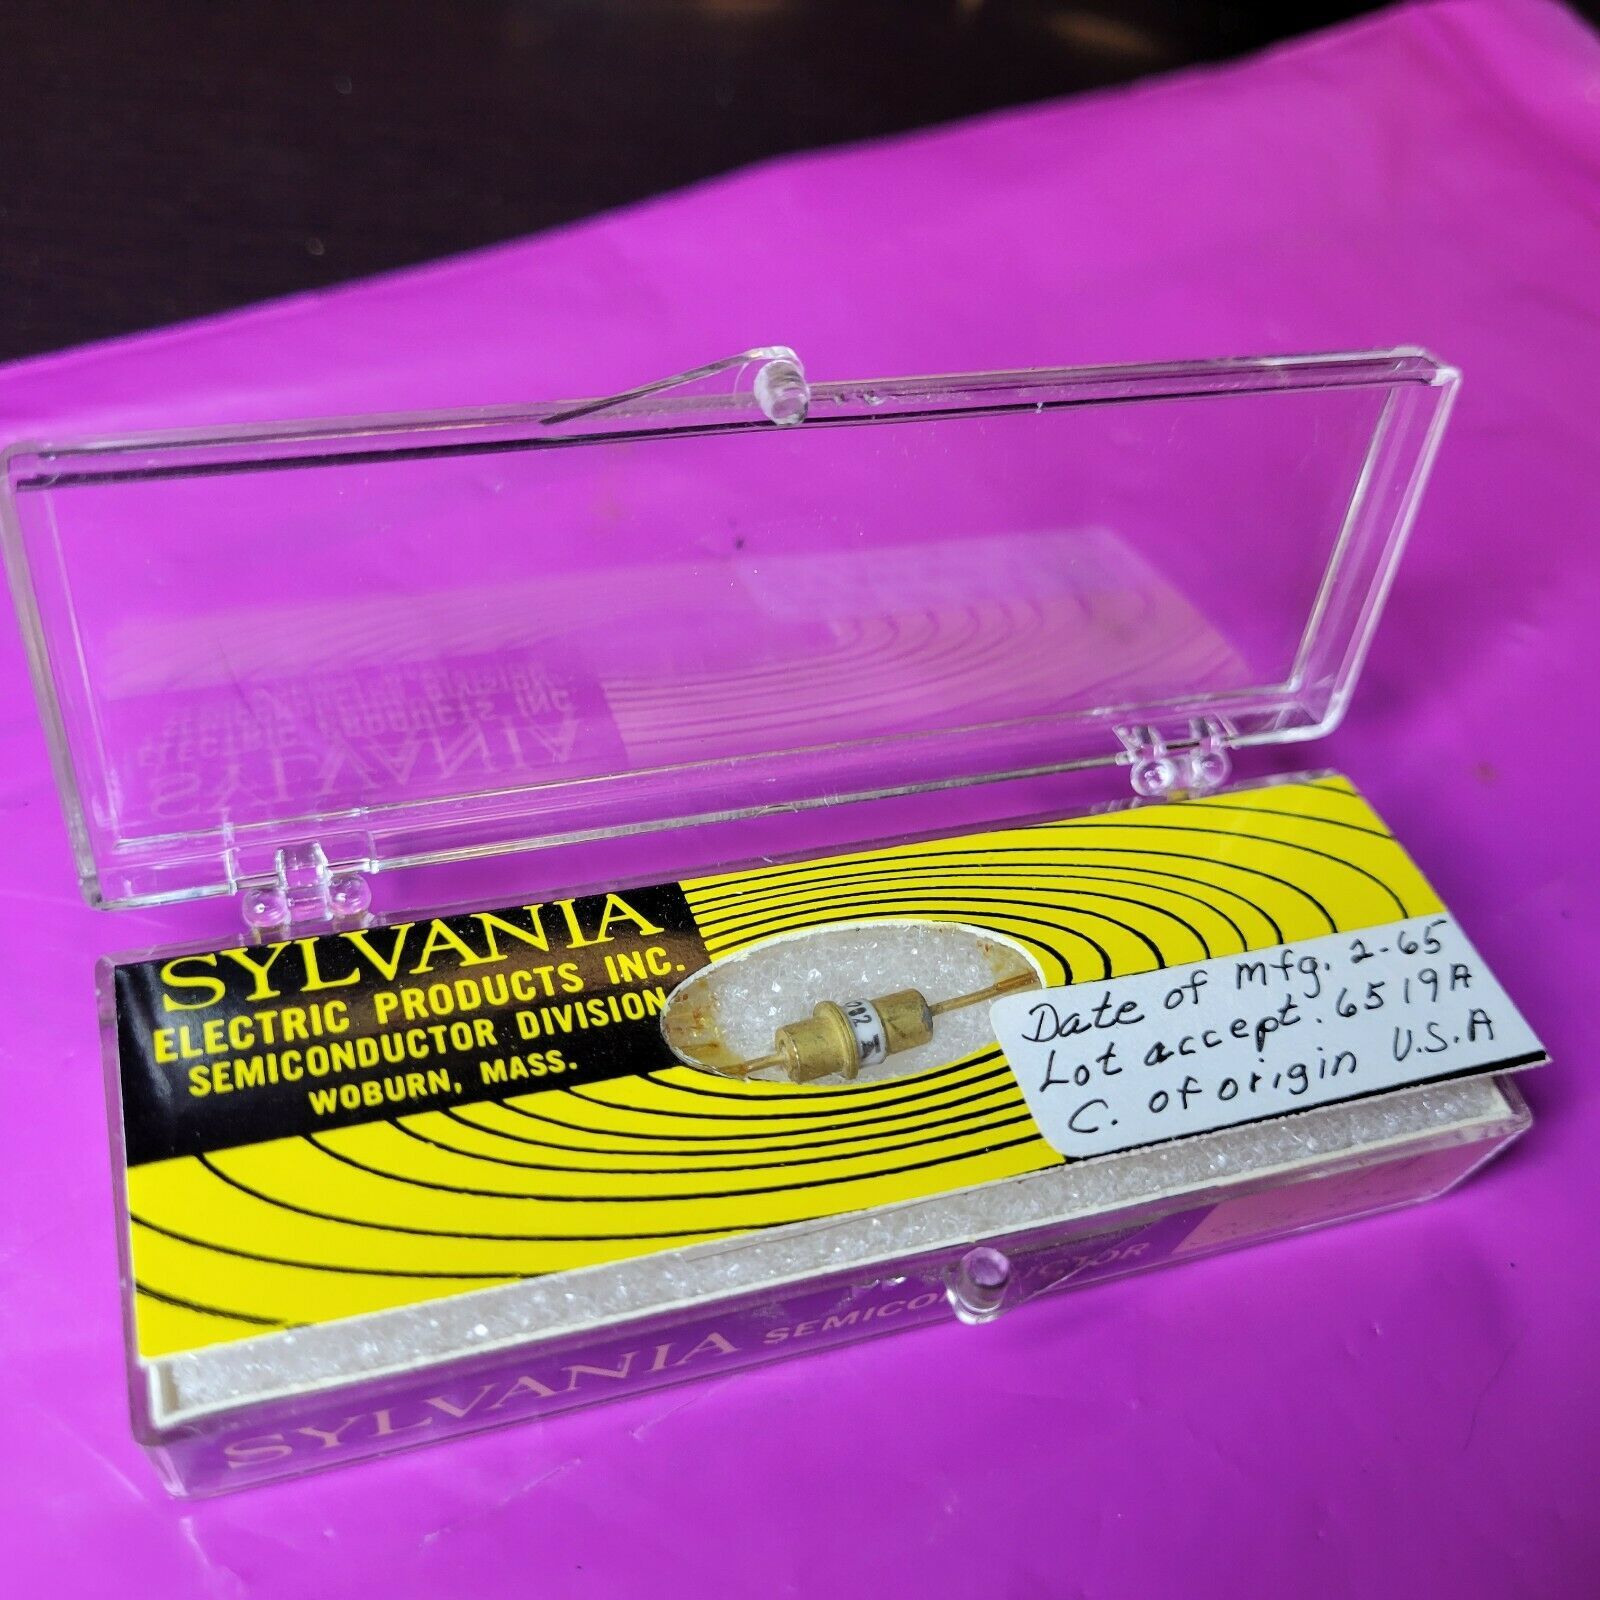 SYLVANIA
ELECTRIC PRODUCTS INC.
SEMICONDUCTOR DIVISION
WOBURN, MASS.
082
Date of mfg. 2-65
Lot accept. 6519A
C. of origin U.S.A
SYLVANIA SEMICONDUCTOR